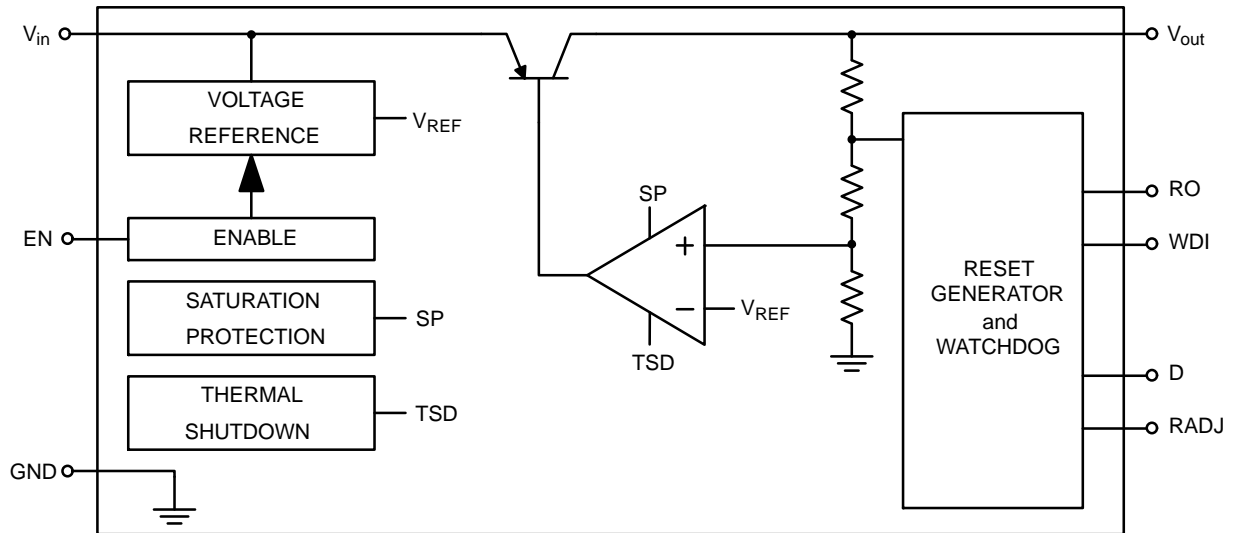 Vin
Vout
VOLTAGE
REFERENCE
VREF
EN
ENABLE
SATURATION
PROTECTION
SP
THERMAL
SHUTDOWN
TSD
GND
SP
+
−
VREF
TSD
RESET
GENERATOR
and
WATCHDOG
RO
WDI
D
RADJ